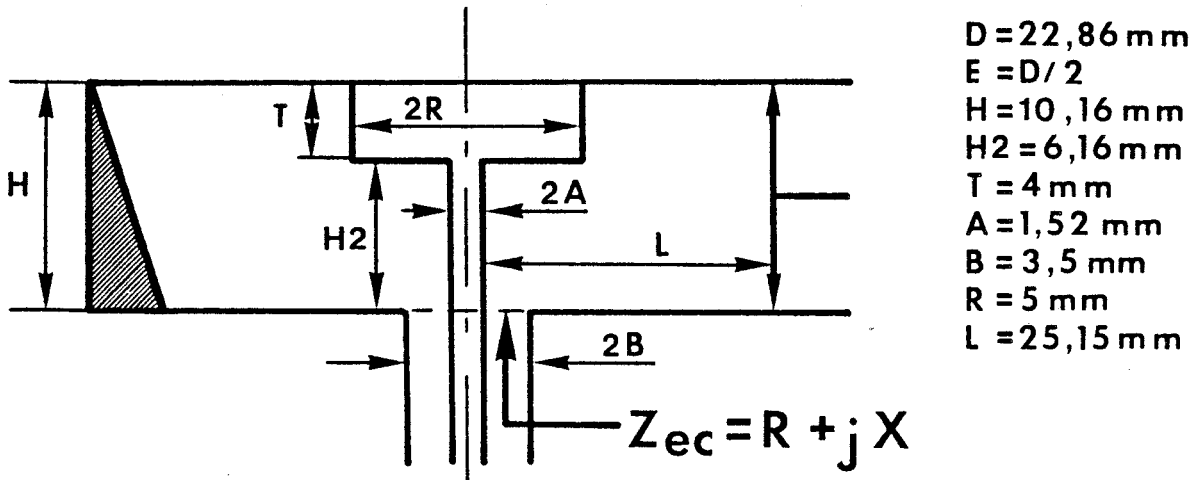 T
2R
H
2A
H2
L
2B
Zec = R + j X
D = 22,86 mm
E = D/2
H = 10,16 mm
H2 = 6,16 mm
T = 4 mm
A = 1,52 mm
B = 3,5 mm
R = 5 mm
L = 25,15 mm